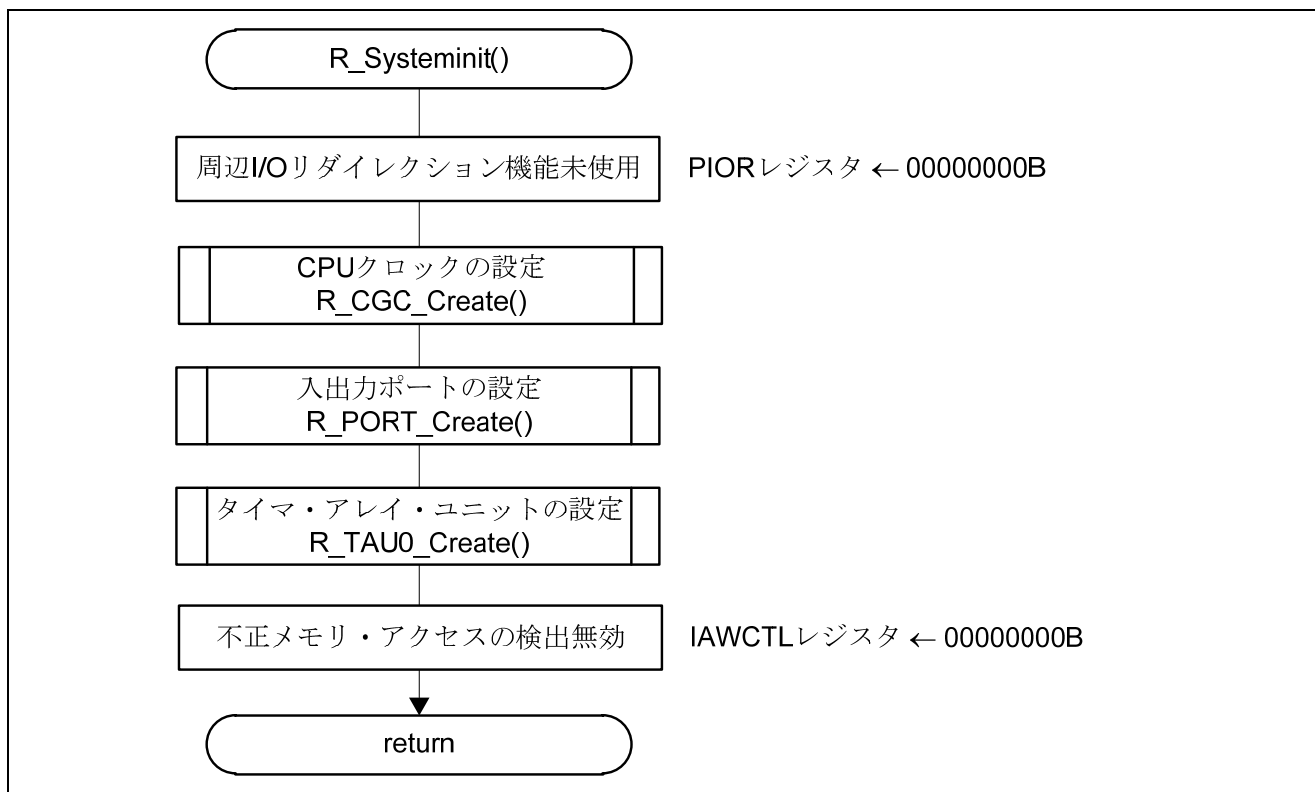 R_Systeminit()
周辺I/Oリダイレクション機能未使用
PIORレジスタ ← 00000000B
CPUクロックの設定
R_CGC_Create()
入出力ポートの設定
R_PORT_Create()
タイマ・アレイ・ユニットの設定
R_TAU0_Create()
不正メモリ・アクセスの検出無効
IAWCTLレジスタ ← 00000000B
return